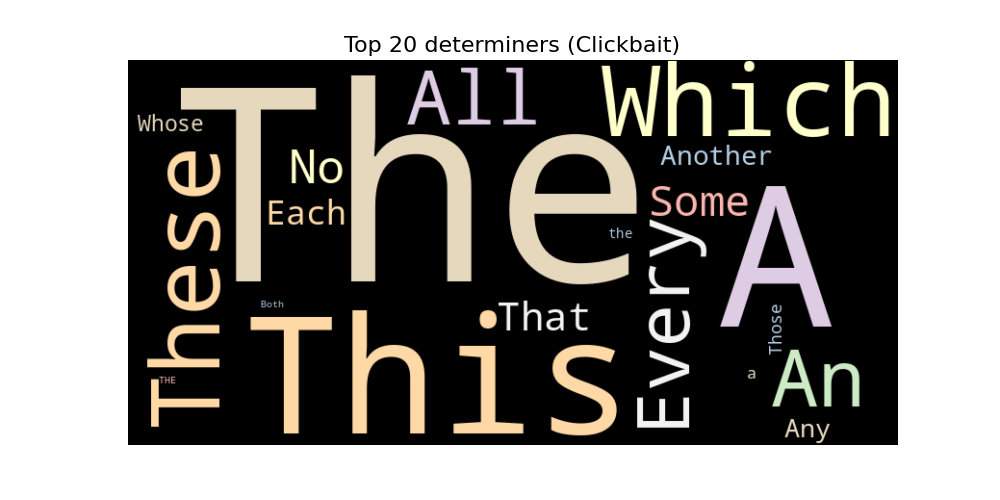 Top 20 determiners (Clickbait)
The
All
Which
Whose
No
Another
Each
Some
A
These
the
Every
Both
That
Those
This
THE
a
An
Any